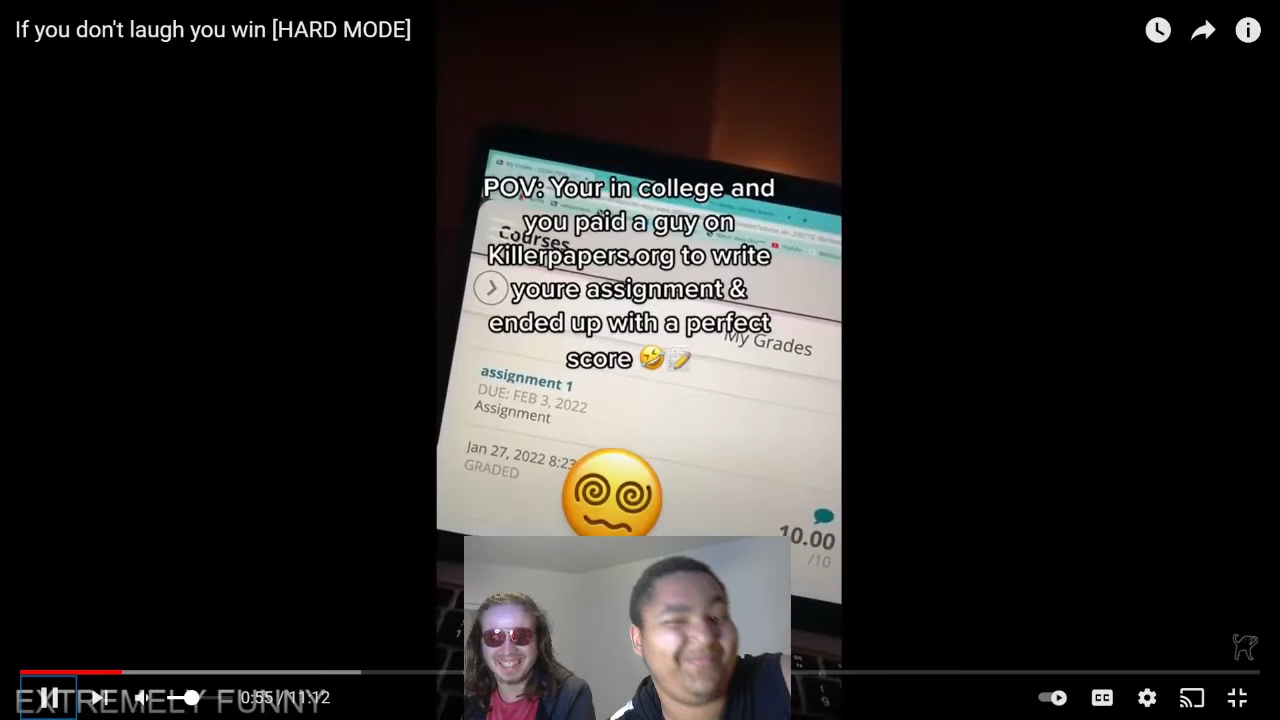 If you don't laugh you win [HARD MODE]
POV: Your in college and
you paid a guy on
Courses
Killerpapers.org to write
youre assignment &
ended up with a perfect
My Grades
score 🤣📝
assignment 1
DUE: FEB 3, 2022
Assignment
Jan 27, 2022 8:23
GRADED
10.00
/10
EXTREMELY FUNNY
0:55 / 11:12
CC